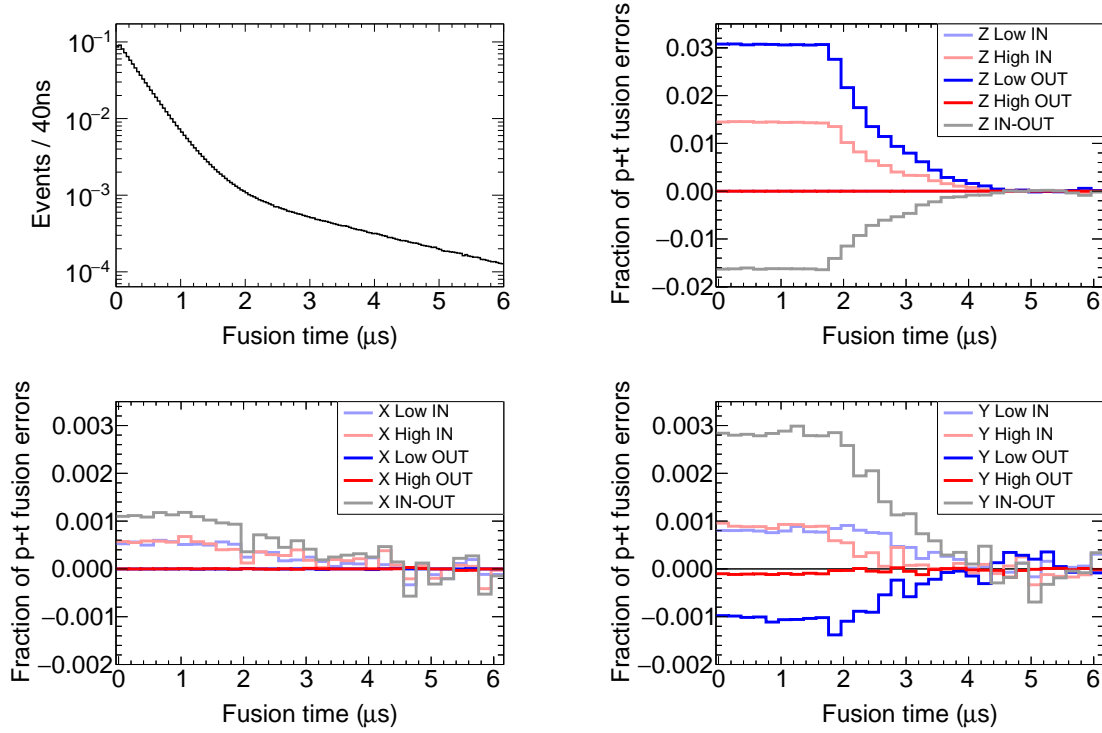 Events / 40ns
10⁻¹
10⁻²
10⁻³
10⁻⁴
0 1 2 3 4 5 6
Fusion time (μs)
Fraction of p+t fusion errors
0.03
0.02
0.01
0.00
−0.01
−0.02
0 1 2 3 4 5 6
Fusion time (μs)
Z Low IN
Z High IN
Z Low OUT
Z High OUT
Z IN-OUT
Fraction of p+t fusion errors
0.003
0.002
0.001
0.000
−0.001
−0.002
0 1 2 3 4 5 6
Fusion time (μs)
X Low IN
X High IN
X Low OUT
X High OUT
X IN-OUT
Fraction of p+t fusion errors
0.003
0.002
0.001
0.000
−0.001
−0.002
0 1 2 3 4 5 6
Fusion time (μs)
Y Low IN
Y High IN
Y Low OUT
Y High OUT
Y IN-OUT